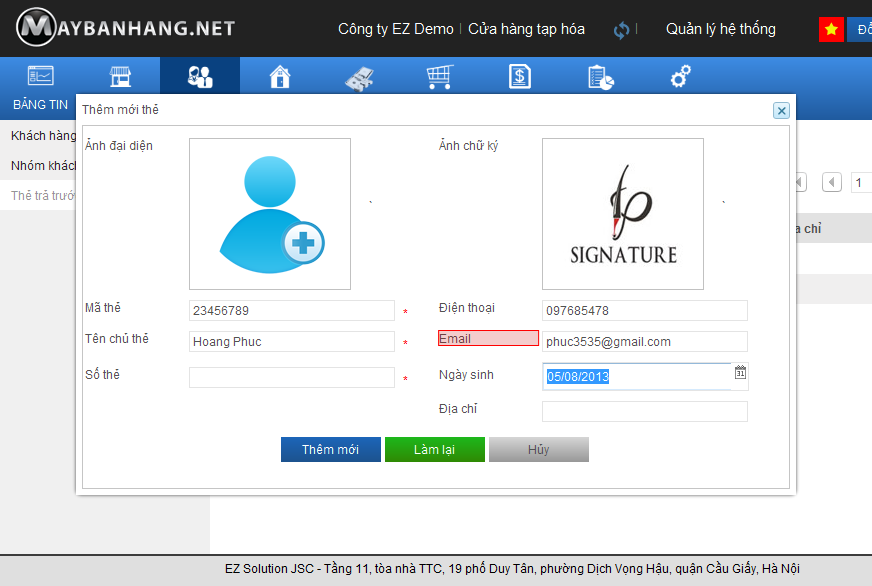 MAYBANHANG.NET
Công ty EZ Demo | Cửa hàng tạp hóa | Quản lý hệ thống
BẢNG TIN
Thêm mới thẻ
Khách hàng
Nhóm khách
Thẻ trả trướ
Ảnh đại diện
Ảnh chữ ký
SIGNATURE
1
a chỉ
Mã thẻ 23456789 *
Điện thoại 097685478
Tên chủ thẻ Hoang Phuc *
Email phuc3535@gmail.com
Số thẻ *
Ngày sinh 05/08/2013
31
Địa chỉ
Thêm mới Làm lại Hủy
EZ Solution JSC - Tầng 11, tòa nhà TTC, 19 phố Duy Tân, phường Dịch Vọng Hậu, quận Cầu Giấy, Hà Nội